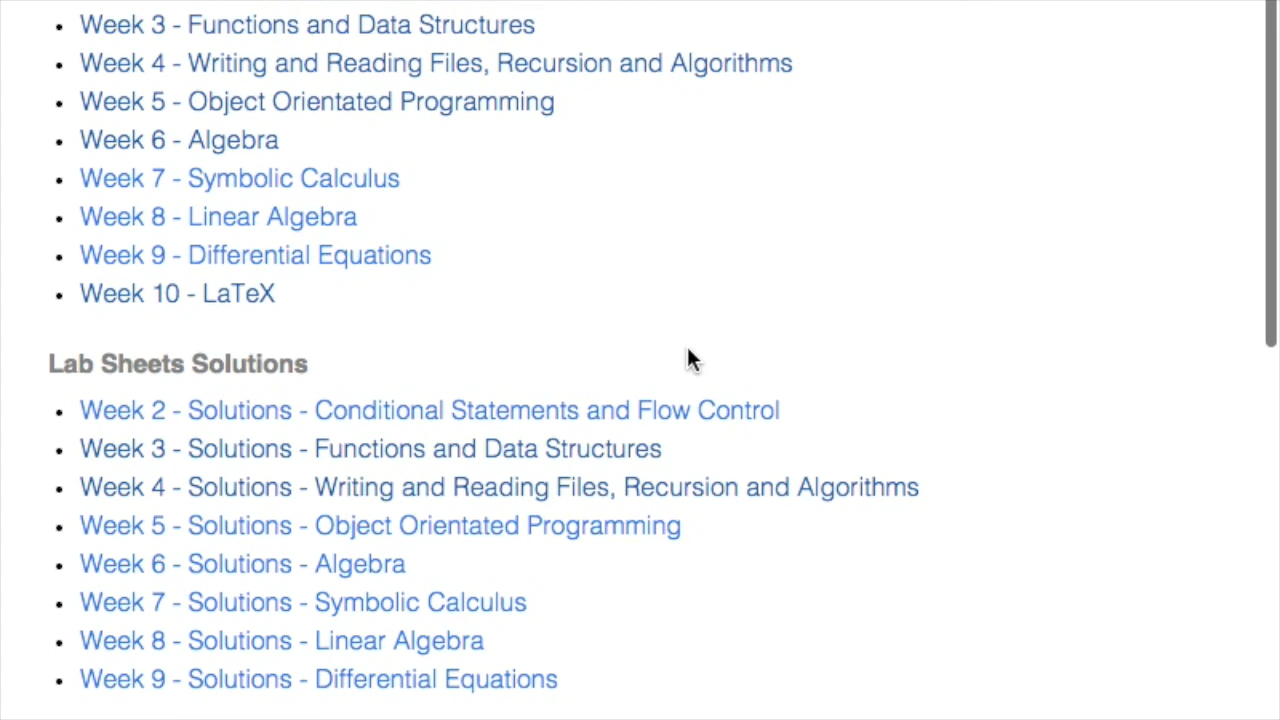 Week 3 - Functions and Data Structures
Week 4 - Writing and Reading Files, Recursion and Algorithms
Week 5 - Object Orientated Programming
Week 6 - Algebra
Week 7 - Symbolic Calculus
Week 8 - Linear Algebra
Week 9 - Differential Equations
Week 10 - LaTeX
Lab Sheets Solutions
Week 2 - Solutions - Conditional Statements and Flow Control
Week 3 - Solutions - Functions and Data Structures
Week 4 - Solutions - Writing and Reading Files, Recursion and Algorithms
Week 5 - Solutions - Object Orientated Programming
Week 6 - Solutions - Algebra
Week 7 - Solutions - Symbolic Calculus
Week 8 - Solutions - Linear Algebra
Week 9 - Solutions - Differential Equations